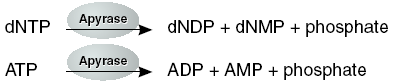 dNTP Apyrase dNDP + dNMP + phosphate
ATP Apyrase ADP + AMP + phosphate